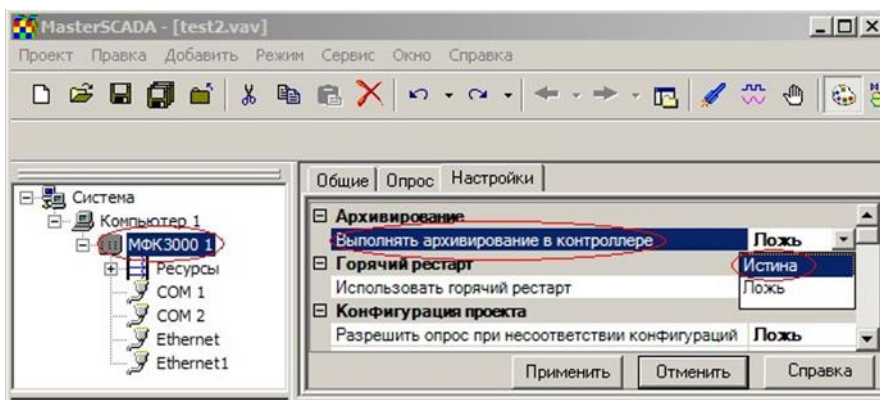 MasterSCADA - [test2.vav]
Проект Правка Добавить Режим Сервис Окно Справка
Система
Компьютер 1
МФК3000 1
Ресурсы
COM 1
COM 2
Ethernet
Ethernet1
Общие Опрос Настройки
Архивирование
Выполнять архивирование в контроллере Ложь
Истина
Ложь
Горячий рестарт
Использовать горячий рестарт
Конфигурация проекта
Разрешить опрос при несоответствии конфигураций Ложь
Применить Отменить Справка